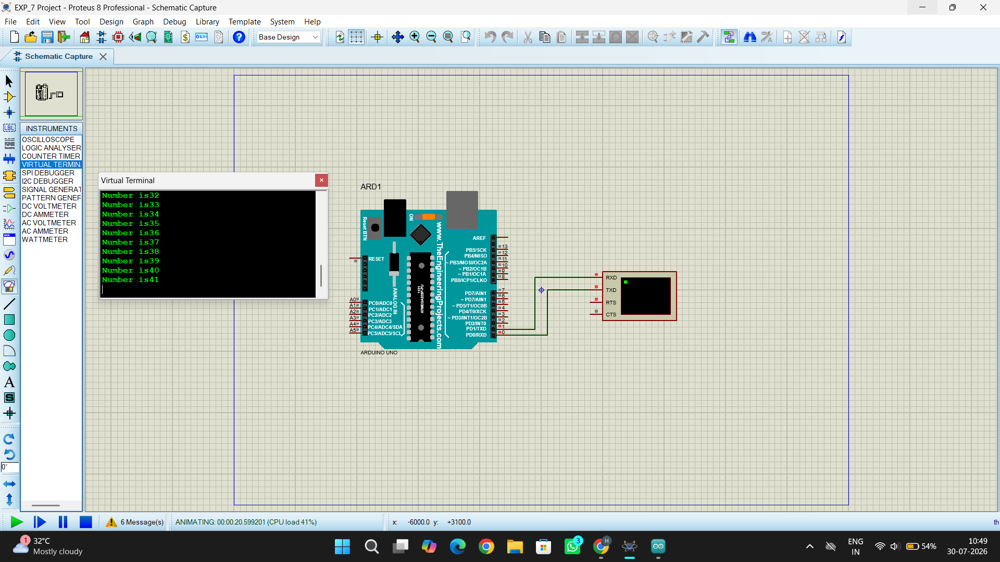 EXP_7 Project - Proteus 8 Professional - Schematic Capture
File Edit View Tool Design Graph Debug Library Template System Help
Base Design
Schematic Capture
INSTRUMENTS
OSCILLOSCOPE
LOGIC ANALYSER
COUNTER TIMER
VIRTUAL TERMIN
SPI DEBUGGER
I2C DEBUGGER
SIGNAL GENERAT
PATTERN GENER
DC VOLTMETER
DC AMMETER
AC VOLTMETER
AC AMMETER
WATTMETER
Virtual Terminal
Number is32
Number is33
Number is34
Number is35
Number is36
Number is37
Number is38
Number is39
Number is40
Number is41
ARD1
Reset BTN
ON
www.TheEngineeringProjects.com
RESET
ANALOG IN
1121
ATMEGA328P-PU
A0 PC0/ADC0
A1 PC1/ADC1
A2 PC2/ADC2
A3 PC3/ADC3
A4 PC4/ADC4/SDA
A5 PC5/ADC5/SCL
AREF
PB5/SCK 13
PB4/MISO 12
~ PB3/MOSI/OC2A 11
~ PB2/OC1B 10
~ PB1/OC1A 9
PB0/ICP1/CLKO 8
PD7/AIN1 7
~ PD7/AIN1 6
~ PD5/T1/OC0B 5
PD4/T0/XCK 4
~ PD3/INT1/OC2B 3
PD2/INT0 2
PD1/TXD 1
PD0/RXD 0
ARDUINO UNO
RXD
TXD
RTS
CTS
LBL
A
S
0°
6 Message(s)
ANIMATING: 00:00:20.599201 (CPU load 41%)
x: -6000.0 y: +3100.0
th
1
32°C
Mostly cloudy
3
H
ENG
IN
54%
10:49
30-07-2026